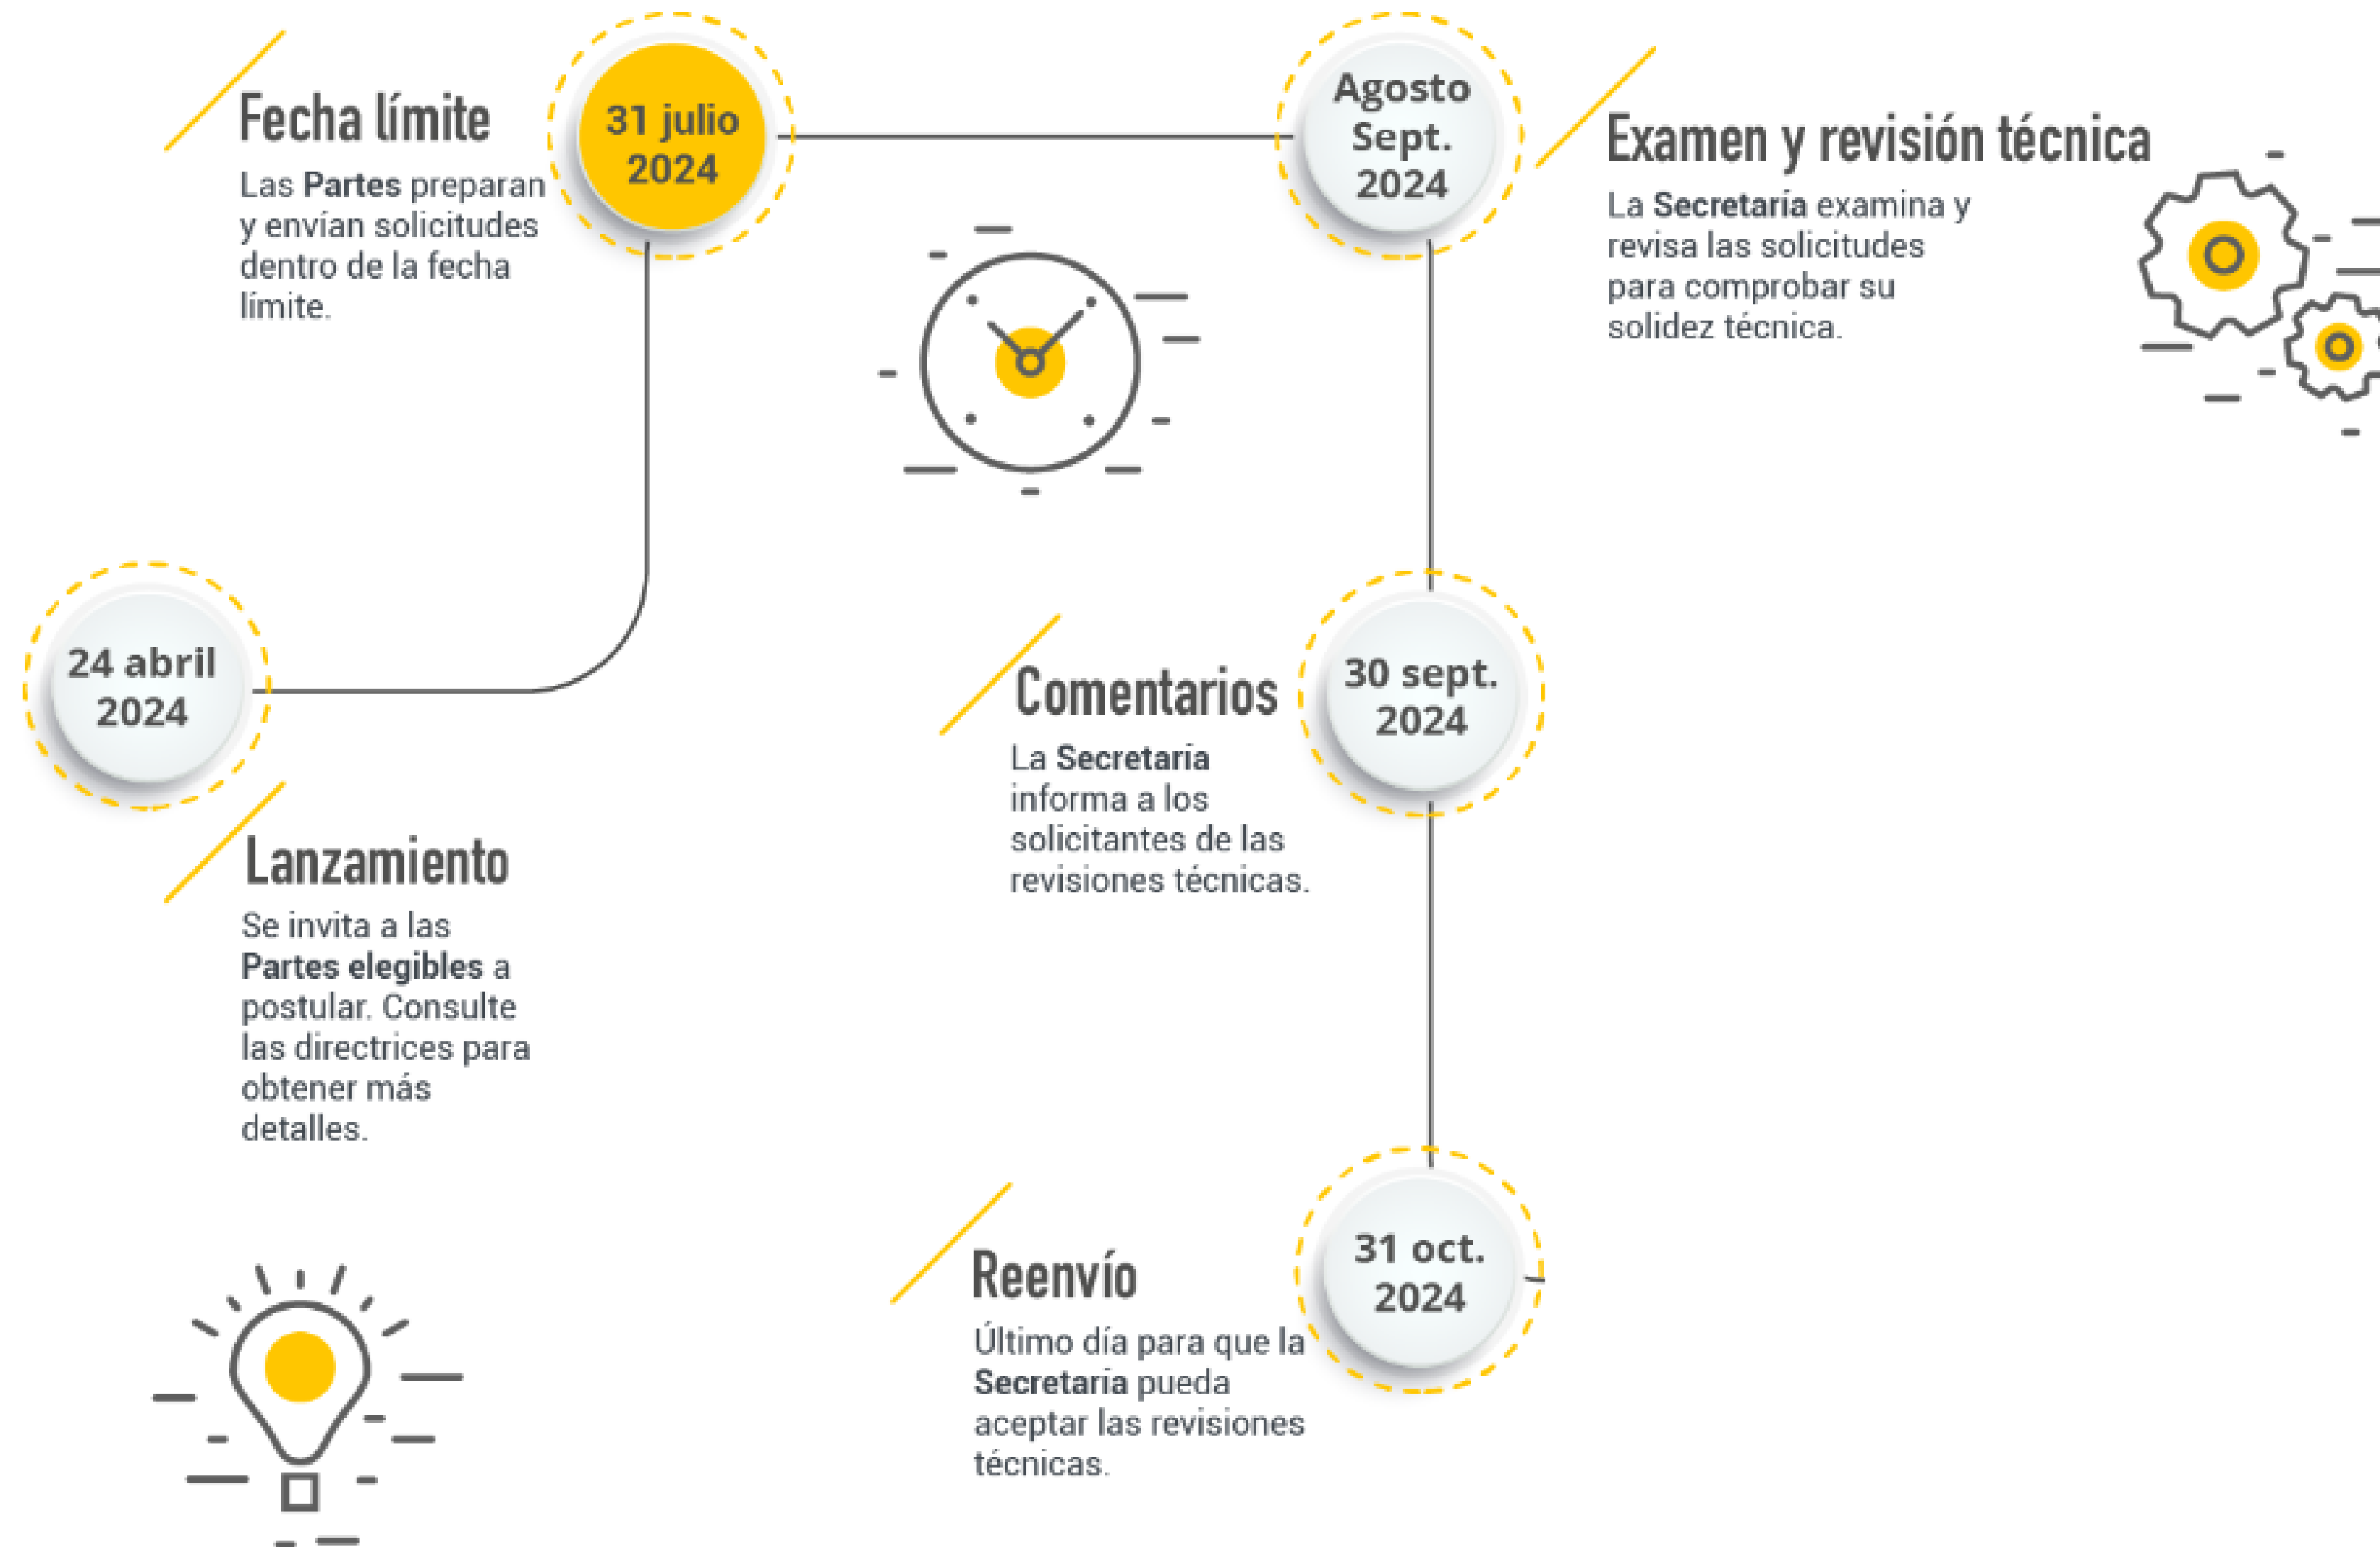 Fecha límite
Las Partes preparan
y envían solicitudes
dentro de la fecha
límite.
31 julio
2024
Agosto
Sept.
2024
Examen y revisión técnica
La Secretaría examina y
revisa las solicitudes
para comprobar su
solidez técnica.
24 abril
2024
Lanzamiento
Se invita a las
Partes elegibles a
postular. Consulte
las directrices para
obtener más
detalles.
Comentarios
La Secretaría
informa a los
solicitantes de las
revisiones técnicas.
30 sept.
2024
Reenvío
Último día para que la
Secretaría pueda
aceptar las revisiones
técnicas.
31 oct.
2024